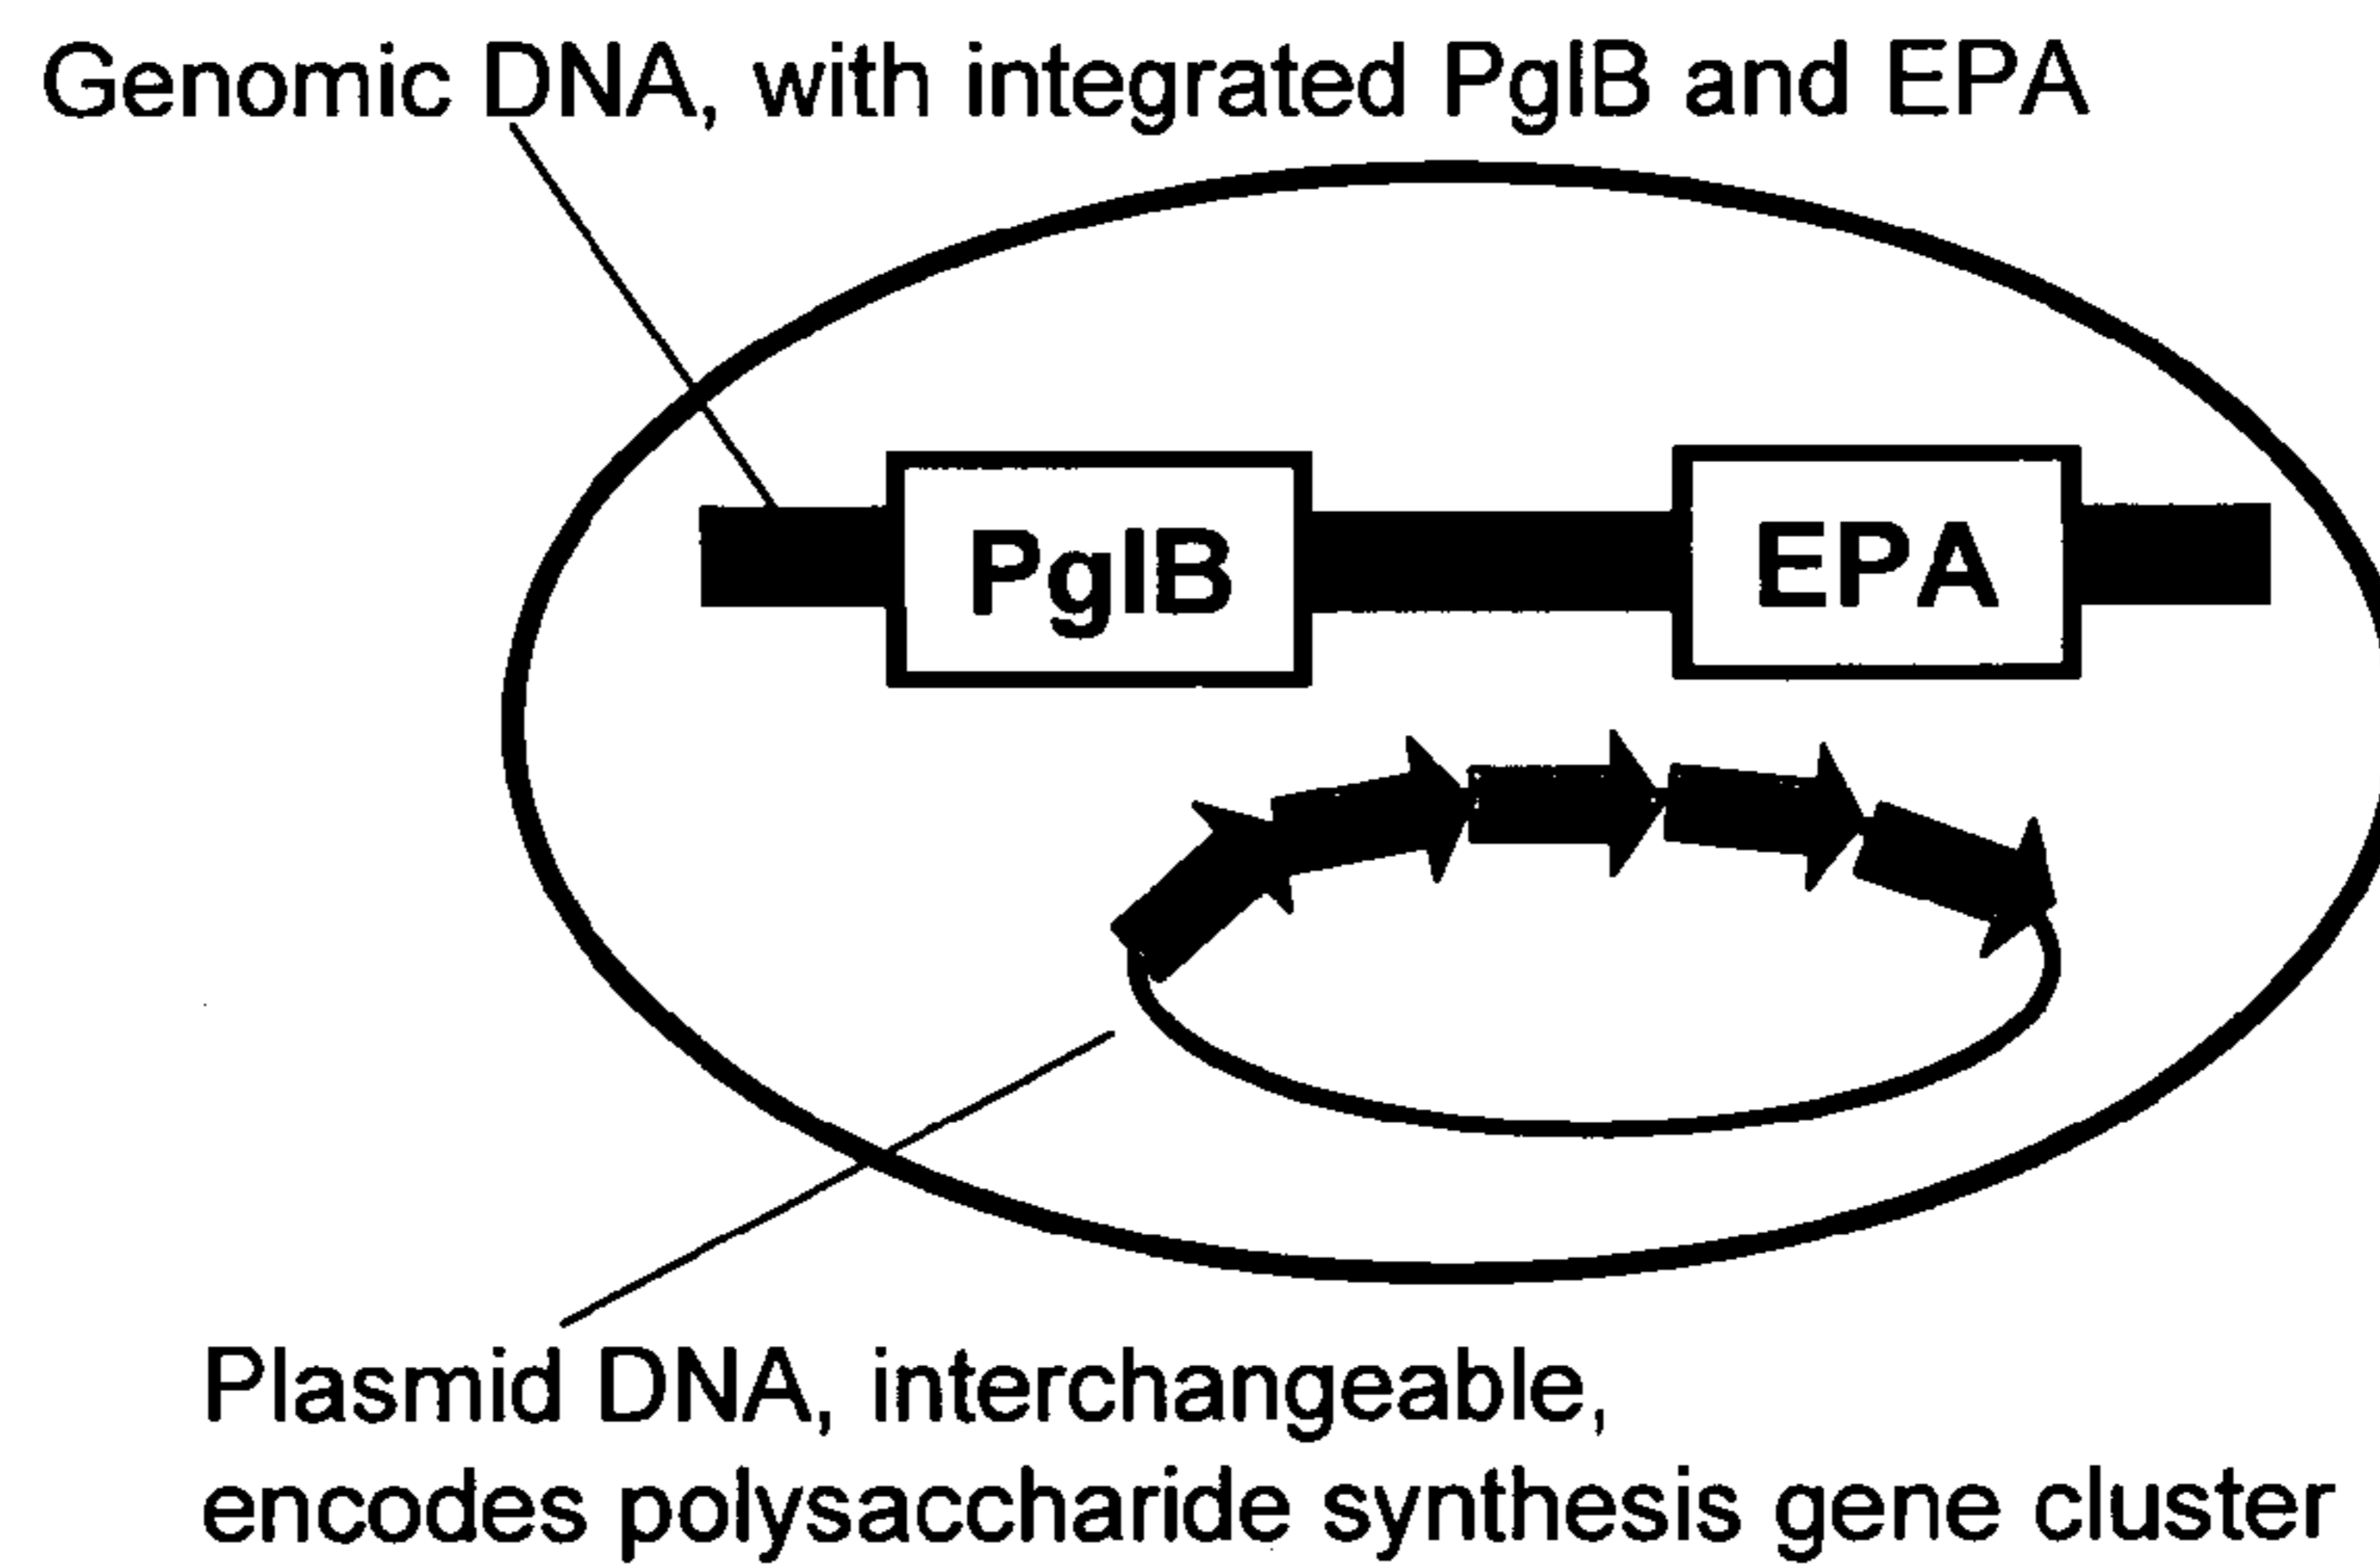 Genomic DNA, with integrated PglB and EPA
PglB
EPA
Plasmid DNA, interchangeable,
encodes polysaccharide synthesis gene cluster